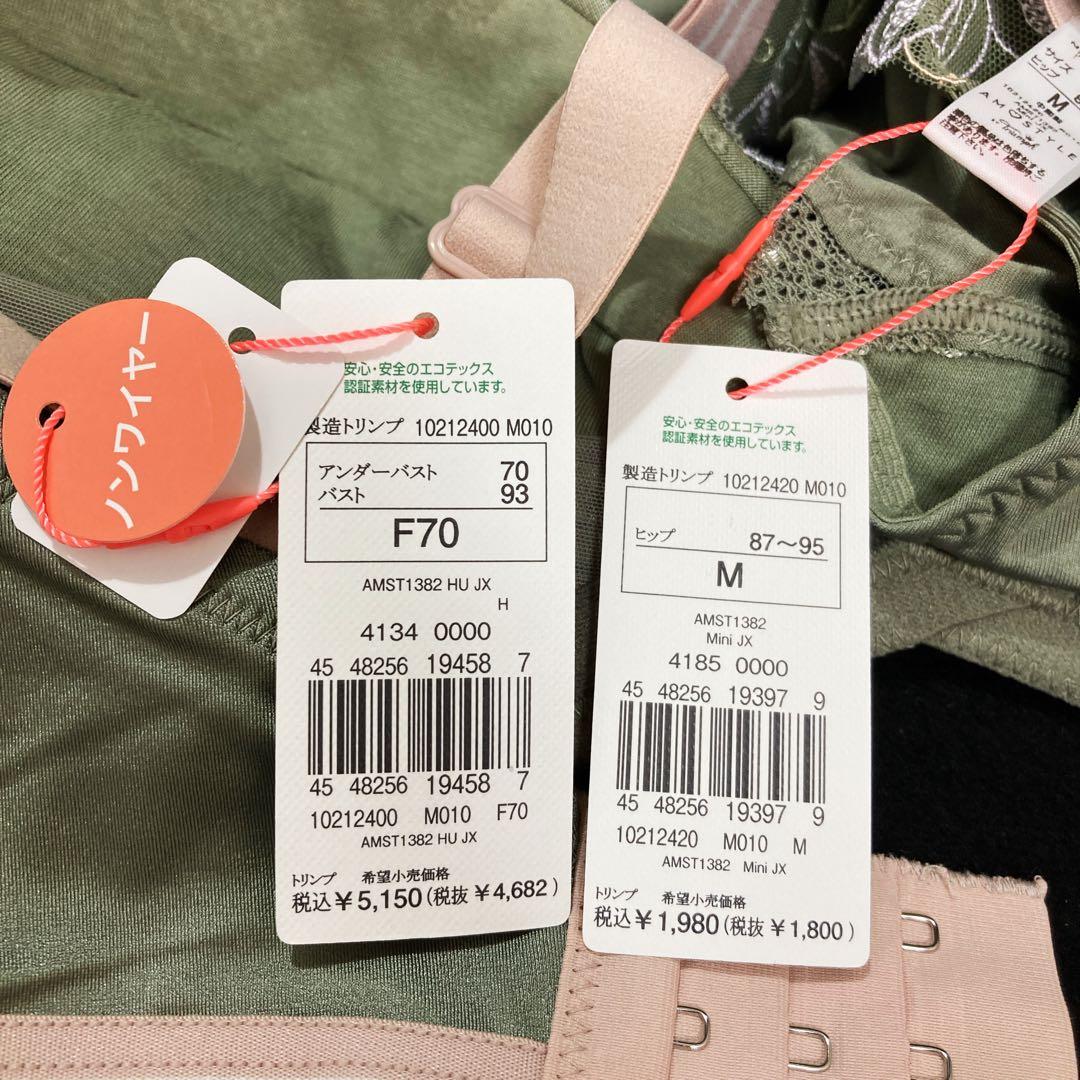 ノンワイヤー
安心・安全のエコテックス
認証素材を使用しています。
製造トリンプ 10212400 M010
アンダーバスト 70
バスト 93
F70
AMST1382 HU JX
H
4134 0000
45 48256 19458 7
45 48256 19458 7
10212400 M010 F70
AMST1382 HU JX
トリンプ 希望小売価格
税込¥5,150(税抜¥4,682)
安心・安全のエコテックス
認証素材を使用しています。
製造トリンプ 10212420 M010
ヒップ 87～95
M
AMST1382
Mini JX
4185 0000
45 48256 19397 9
45 48256 19397 9
10212420 M010 M
AMST1382 Mini JX
トリンプ 希望小売価格
税込¥1,980(税抜¥1,800)
サイズ
ヒップ
M
中国製
AMOSTYLE
Triumph